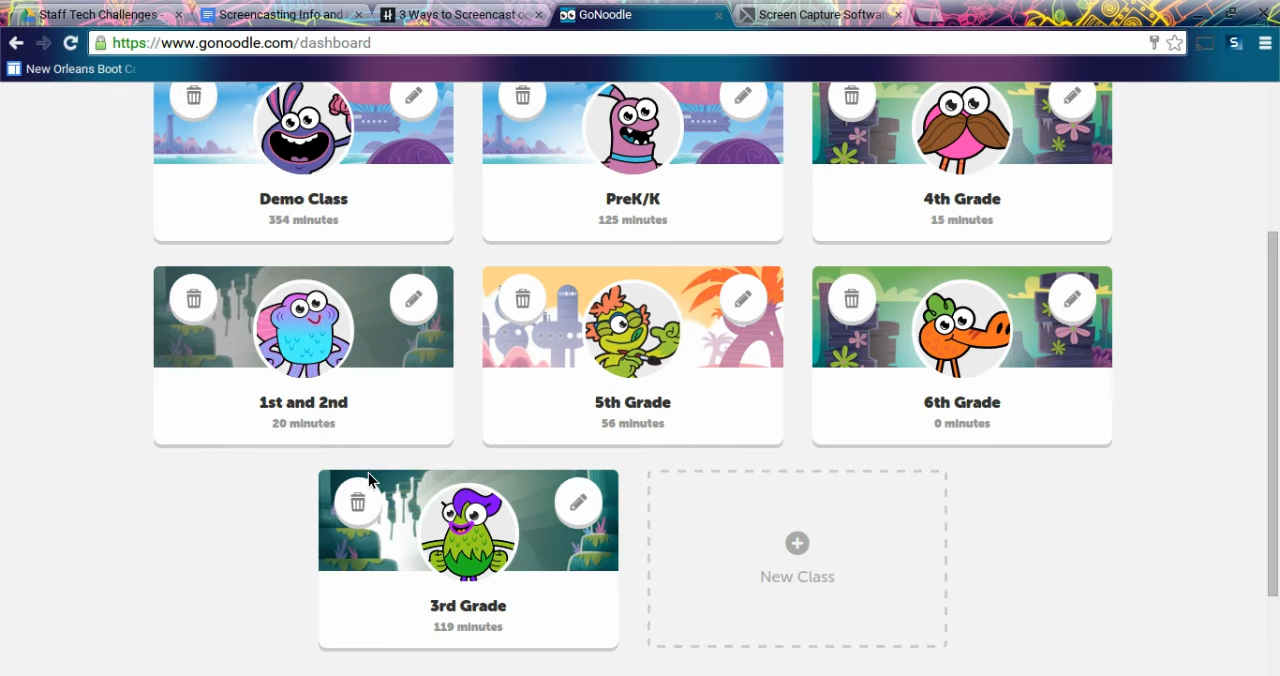 Staff Tech Challenges -
Screencasting Info and
3 Ways to Screencast o
GoNoodle
Screen Capture Softwar
https://www.gonoodle.com/dashboard
S
New Orleans Boot Ca
Demo Class
354 minutes
PreK/K
125 minutes
4th Grade
15 minutes
1st and 2nd
20 minutes
5th Grade
56 minutes
6th Grade
0 minutes
3rd Grade
119 minutes
New Class